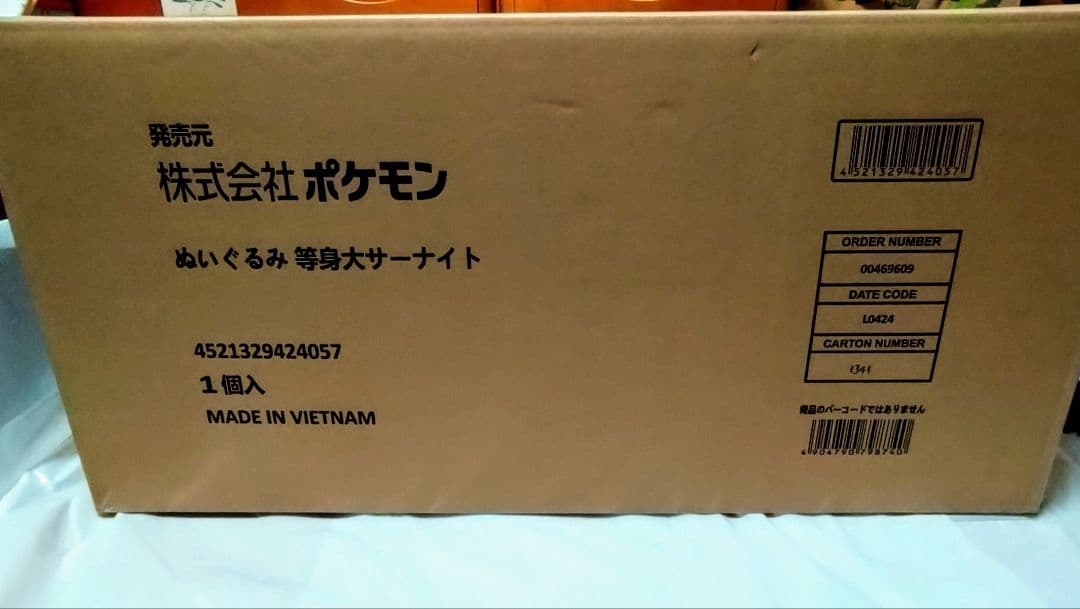 発売元
株式会社ポケモン
ぬいぐるみ 等身大サーナイト
4521329424057
1個入
MADE IN VIETNAM
4521329424057
ORDER NUMBER
00469609
DATE CODE
L0424
CARTON NUMBER
1341
商品のバーコードではありません
4904790798740